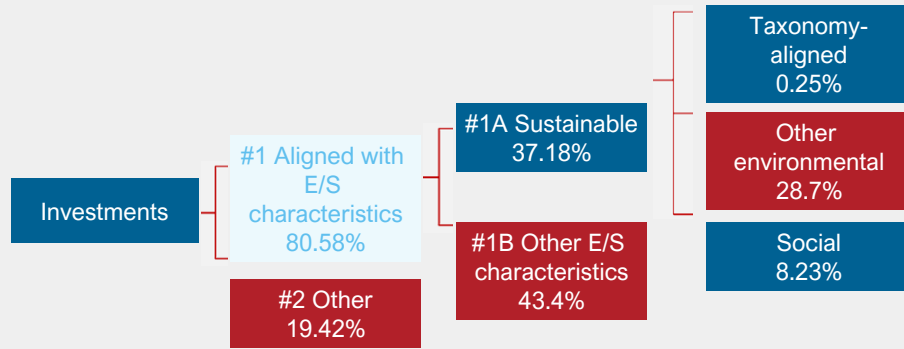 Investments
#1 Aligned with
E/S
characteristics
80.58%
#2 Other
19.42%
#1A Sustainable
37.18%
#1B Other E/S
characteristics
43.4%
Taxonomy-
aligned
0.25%
Other
environmental
28.7%
Social
8.23%